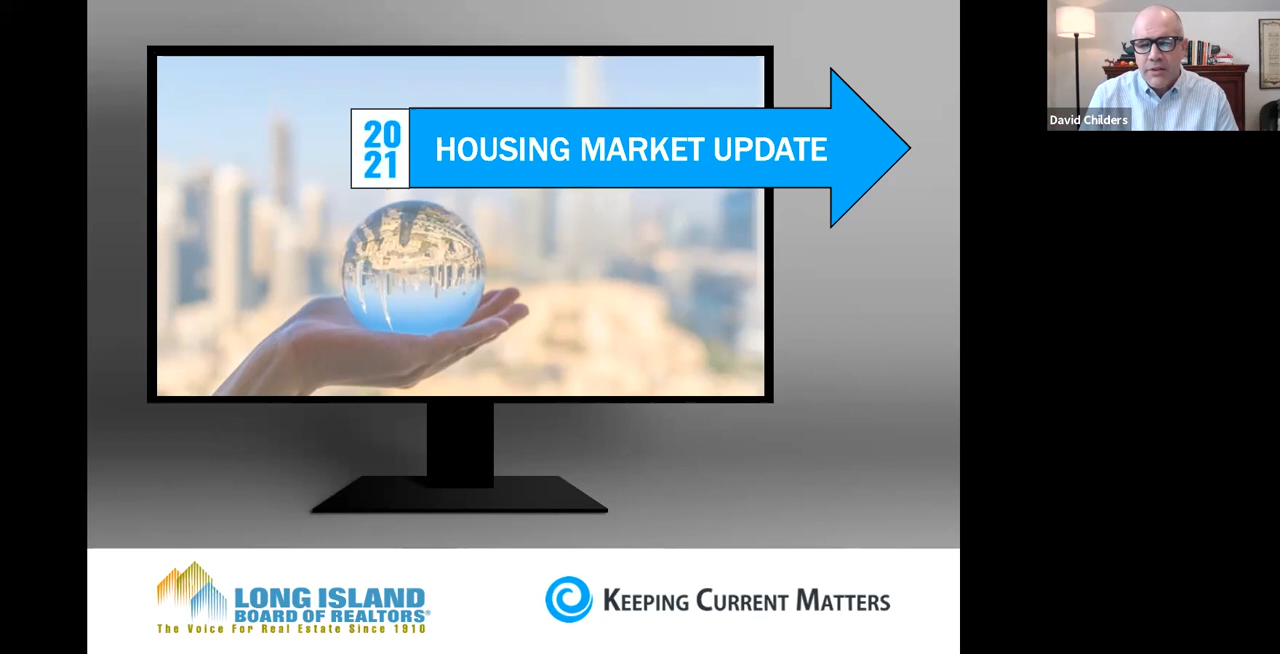 20
21
HOUSING MARKET UPDATE
David Childers
LONG ISLAND
BOARD OF REALTORS®
The Voice For Real Estate Since 1910
KEEPING CURRENT MATTERS